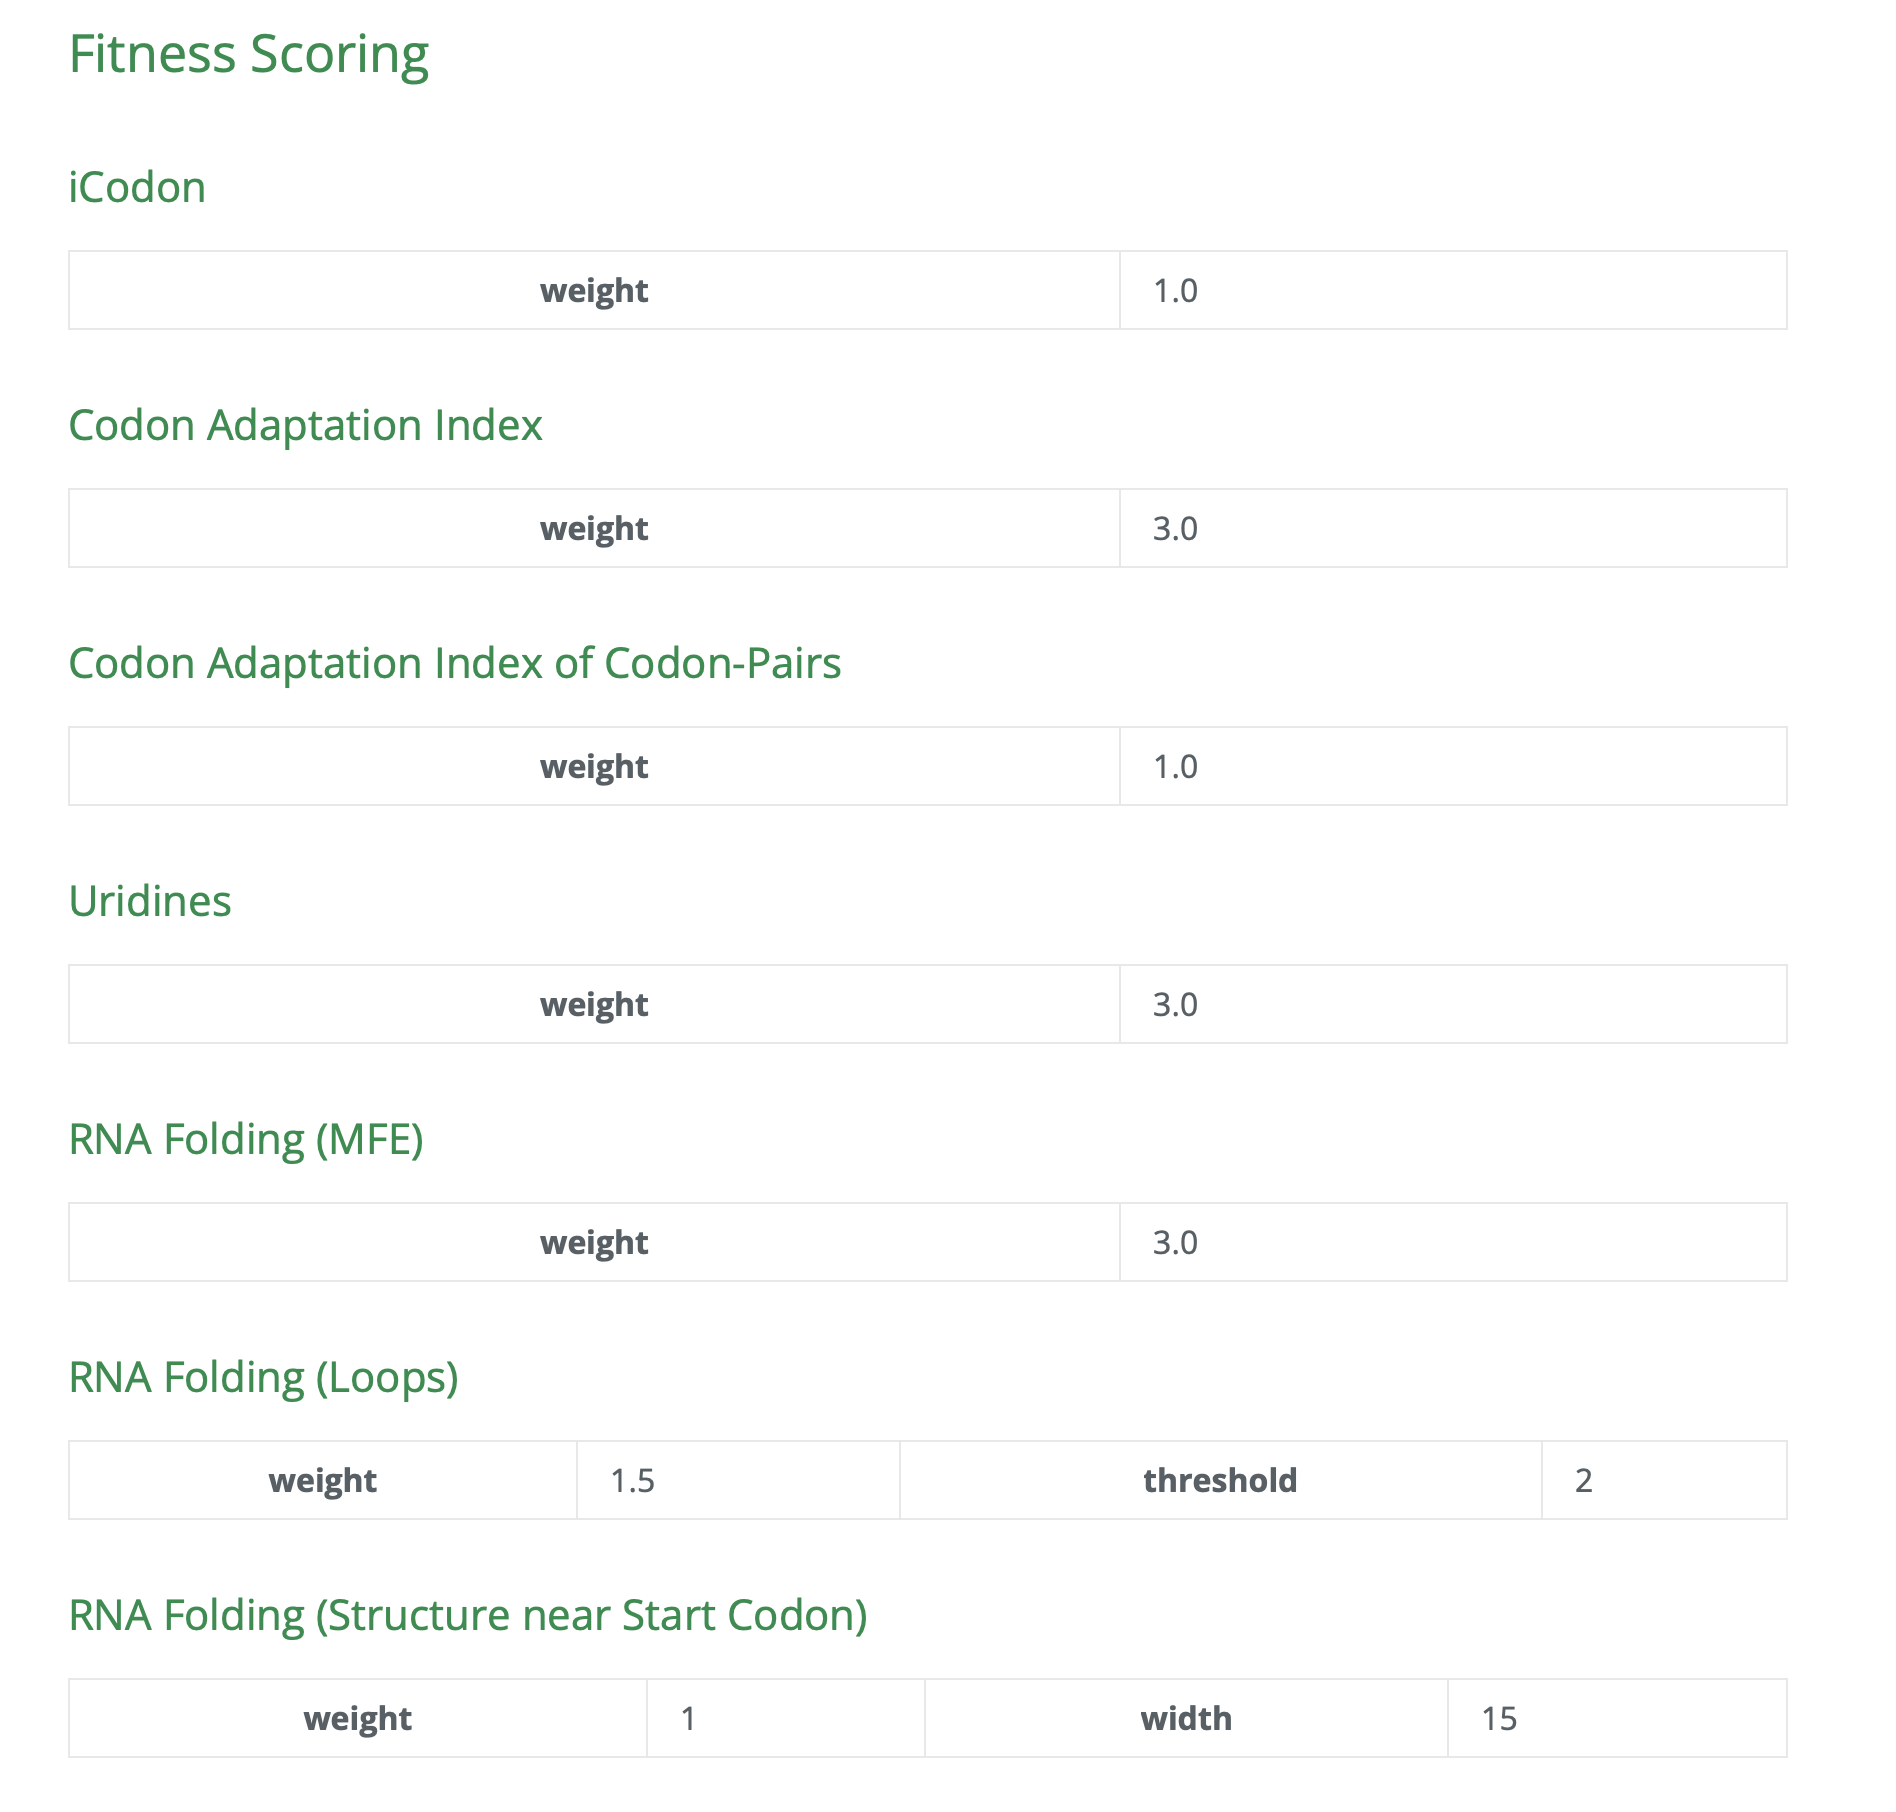 Fitness Scoring
iCodon
weight 1.0
Codon Adaptation Index
weight 3.0
Codon Adaptation Index of Codon-Pairs
weight 1.0
Uridines
weight 3.0
RNA Folding (MFE)
weight 3.0
RNA Folding (Loops)
weight 1.5 threshold 2
RNA Folding (Structure near Start Codon)
weight 1 width 15